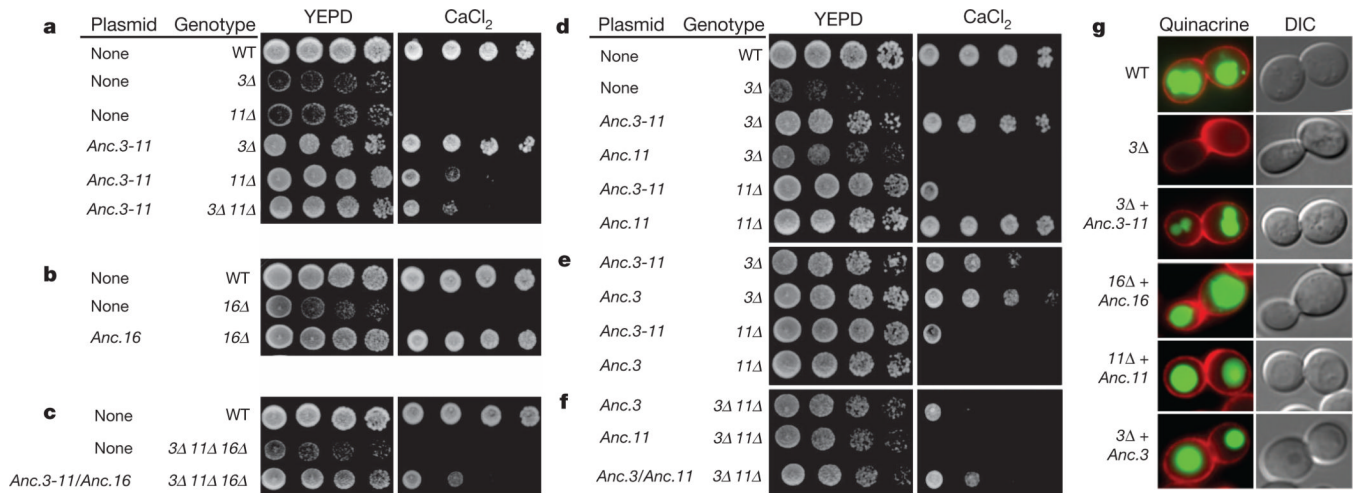 a Plasmid Genotype YEPD CaCl2
None WT
None 3Δ
None 11Δ
Anc.3-11 3Δ
Anc.3-11 11Δ
Anc.3-11 3Δ 11Δ
b None WT
None 16Δ
Anc.16 16Δ
c None WT
None 3Δ 11Δ 16Δ
Anc.3-11/Anc.16 3Δ 11Δ 16Δ
d Plasmid Genotype YEPD CaCl2
None WT
None 3Δ
Anc.3-11 3Δ
Anc.11 3Δ
Anc.3-11 11Δ
Anc.11 11Δ
e Anc.3-11 3Δ
Anc.3 3Δ
Anc.3-11 11Δ
Anc.3 11Δ
f Anc.3 3Δ 11Δ
Anc.11 3Δ 11Δ
Anc.3/Anc.11 3Δ 11Δ
g Quinacrine DIC
WT
3Δ
3Δ +
Anc.3-11
16Δ +
Anc.16
11Δ +
Anc.11
3Δ +
Anc.3